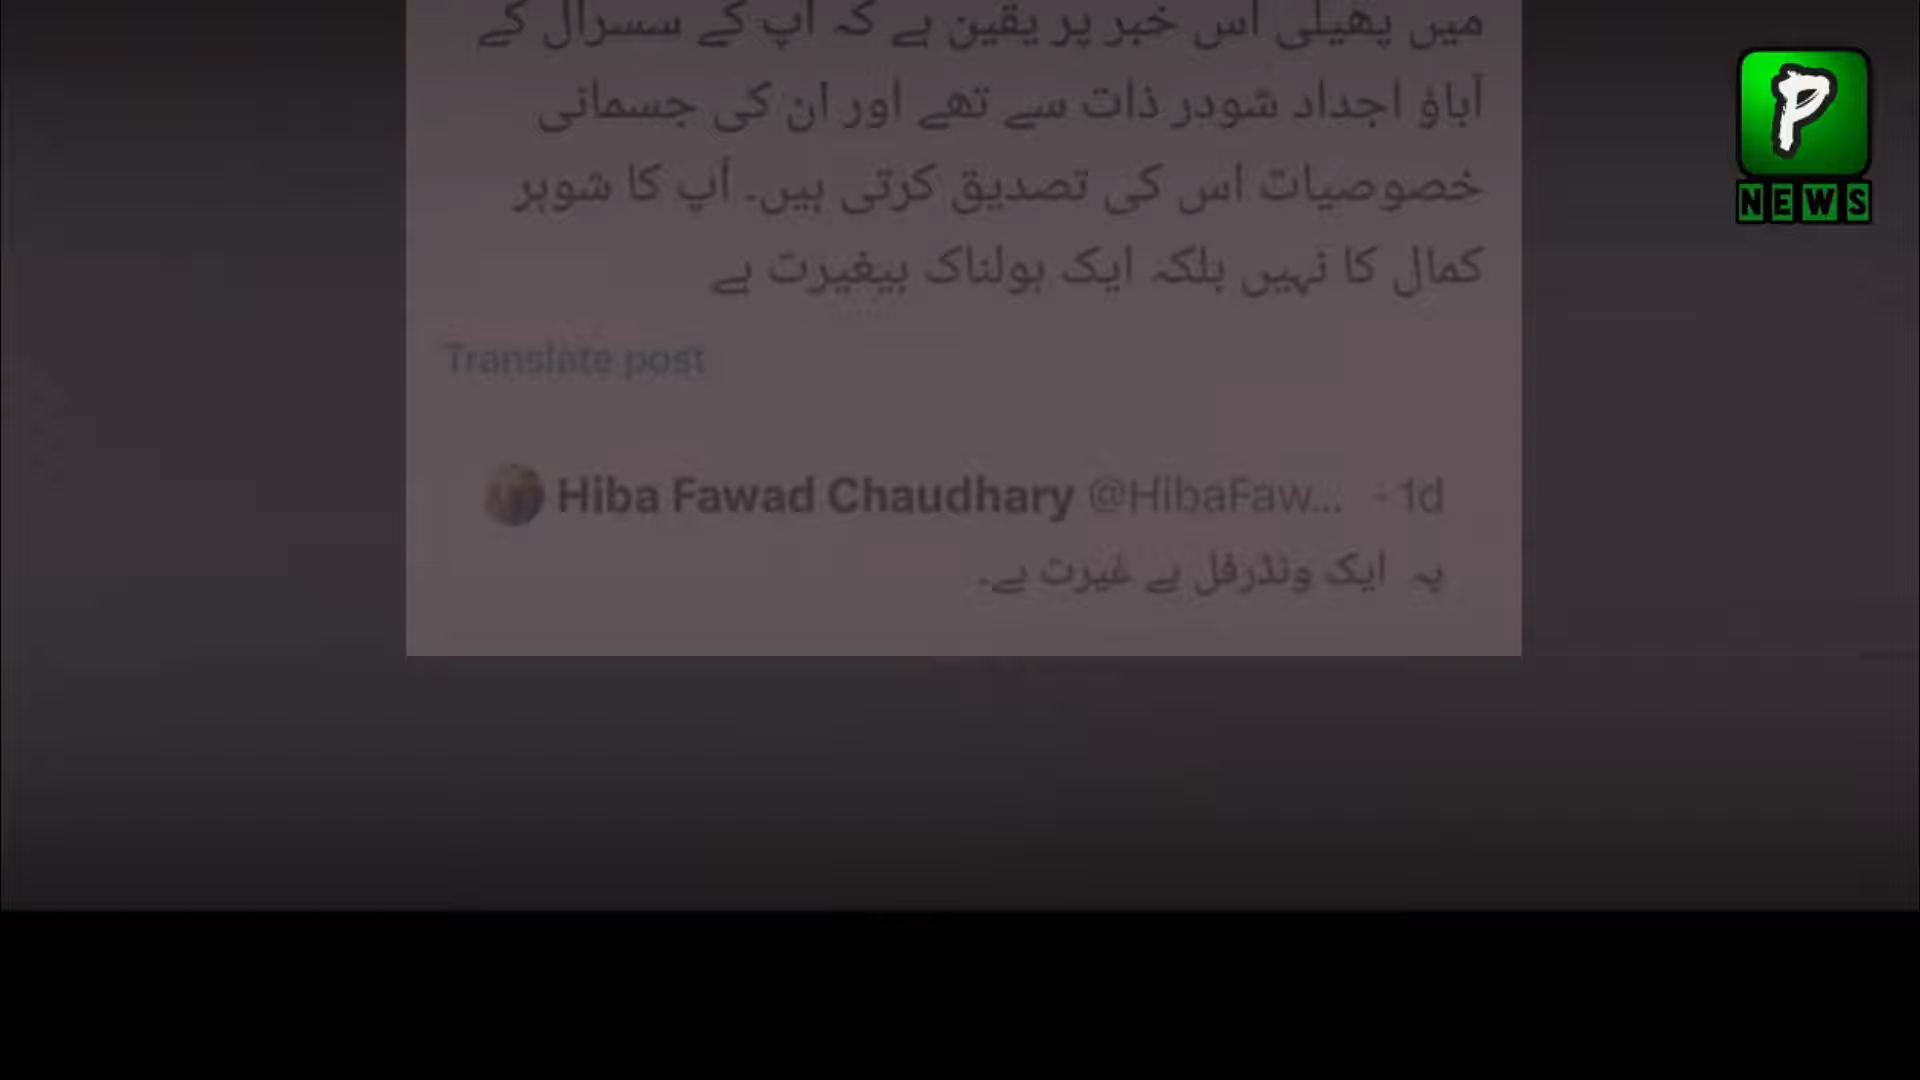 میں پھیلی اس خبر پر یقین ہے کہ آپ کے سسرال کے
آباؤ اجداد شودر ذات سے تھے اور ان کی جسمانی
خصوصیات اس کی تصدیق کرتی ہیں۔ آپ کا شوہر
کمال کا نہیں بلکہ ایک ہولناک بیغیرت ہے
Translate post
Hiba Fawad Chaudhary @HibaFaw... · 1d
یہ ایک ونڈرفل بے غیرت ہے۔
P
NEWS